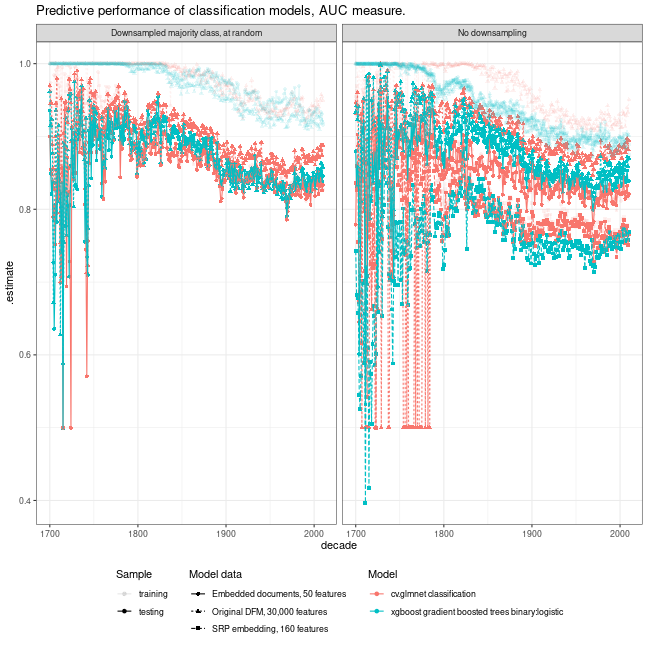 Predictive performance of classification models, AUC measure.
Downsampled majority class, at random
No downsampling
.estimate
1.0
0.8
0.6
0.4
1700
1800
1900
2000
1700
1800
1900
2000
decade
Sample
training
testing
Model data
Embedded documents, 50 features
Original DFM, 30,000 features
SRP embedding, 160 features
Model
cv.glmnet classification
xgboost gradient boosted trees binary:logistic